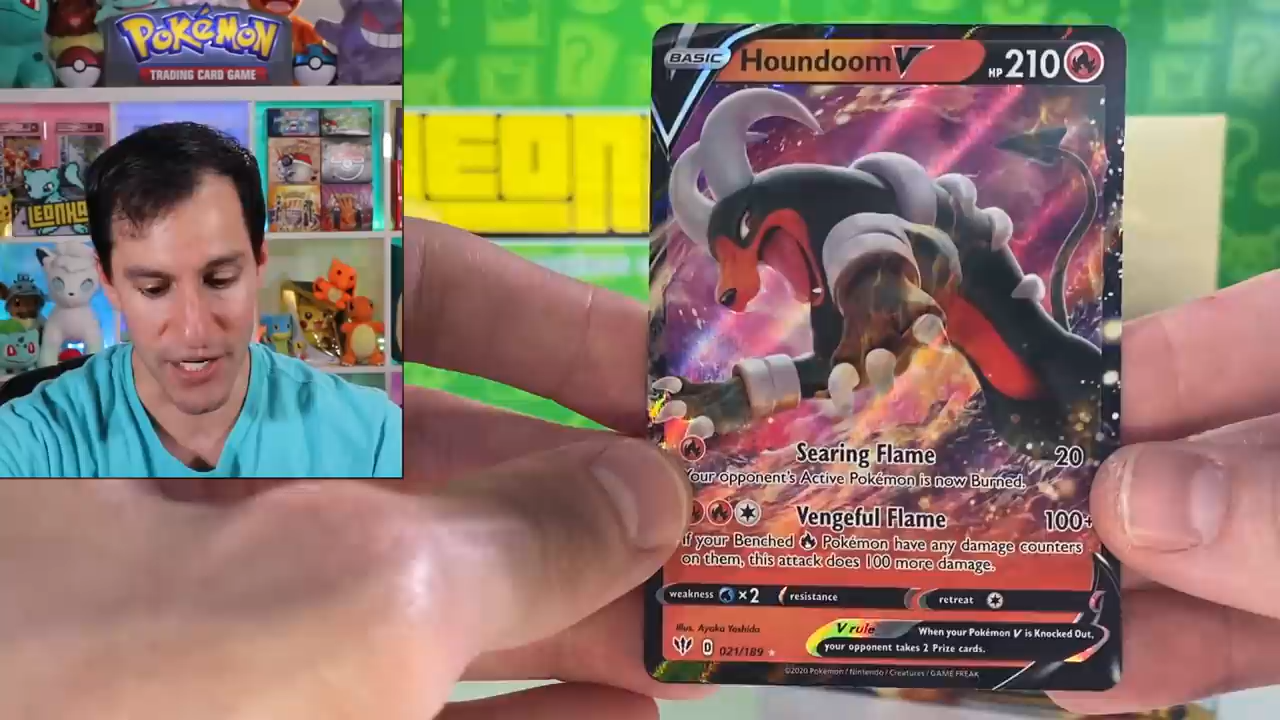 POKéMON
TRADING CARD GAME
LEONHA
LEON
BASIC HoundoomV HP 210
Searing Flame 20
Your opponent's Active Pokémon is now Burned.
Vengeful Flame 100+
If your Benched Pokémon have any damage counters
on them, this attack does 100 more damage.
weakness ×2 resistance retreat
Illus. Ayaka Yoshida
D 021/189
V rule When your Pokémon V is Knocked Out,
your opponent takes 2 Prize cards.
©2020 Pokémon / Nintendo / Creatures / GAME FREAK